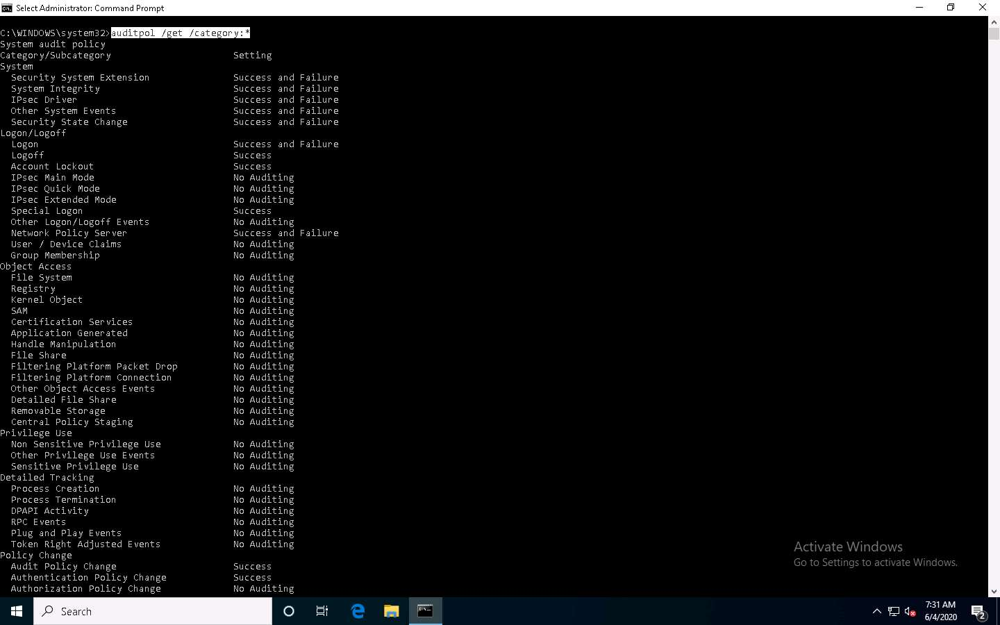 Select Administrator: Command Prompt
C:\WINDOWS\system32>auditpol /get /category:*
System audit policy
Category/Subcategory                      Setting
System
  Security System Extension               Success and Failure
  System Integrity                        Success and Failure
  IPsec Driver                            Success and Failure
  Other System Events                     Success and Failure
  Security State Change                   Success and Failure
Logon/Logoff
  Logon                                   Success and Failure
  Logoff                                  Success
  Account Lockout                         Success
  IPsec Main Mode                         No Auditing
  IPsec Quick Mode                        No Auditing
  IPsec Extended Mode                     No Auditing
  Special Logon                           Success
  Other Logon/Logoff Events               No Auditing
  Network Policy Server                   Success and Failure
  User / Device Claims                    No Auditing
  Group Membership                        No Auditing
Object Access
  File System                             No Auditing
  Registry                                No Auditing
  Kernel Object                           No Auditing
  SAM                                     No Auditing
  Certification Services                  No Auditing
  Application Generated                   No Auditing
  Handle Manipulation                     No Auditing
  File Share                              No Auditing
  Filtering Platform Packet Drop          No Auditing
  Filtering Platform Connection           No Auditing
  Other Object Access Events              No Auditing
  Detailed File Share                     No Auditing
  Removable Storage                       No Auditing
  Central Policy Staging                  No Auditing
Privilege Use
  Non Sensitive Privilege Use             No Auditing
  Other Privilege Use Events              No Auditing
  Sensitive Privilege Use                 No Auditing
Detailed Tracking
  Process Creation                        No Auditing
  Process Termination                     No Auditing
  DPAPI Activity                          No Auditing
  RPC Events                              No Auditing
  Plug and Play Events                    No Auditing
  Token Right Adjusted Events             No Auditing
Policy Change
  Audit Policy Change                     Success
  Authentication Policy Change            Success
  Authorization Policy Change             No Auditing
Activate Windows
Go to Settings to activate Windows.
Search
7:31 AM
6/4/2020
2